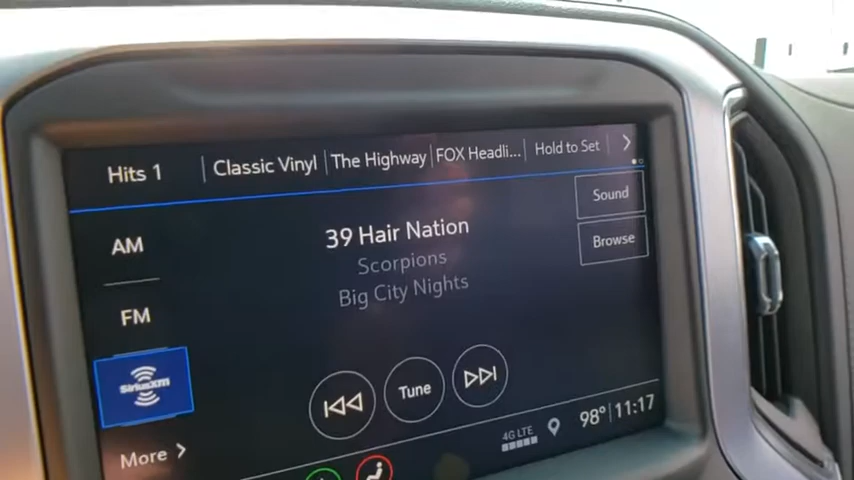 Hits 1
Classic Vinyl
The Highway
FOX Headli...
Hold to Set
Sound
AM
39 Hair Nation
Browse
Scorpions
FM
Big City Nights
SiriusXM
Tune
More
4G LTE
98° 11:17